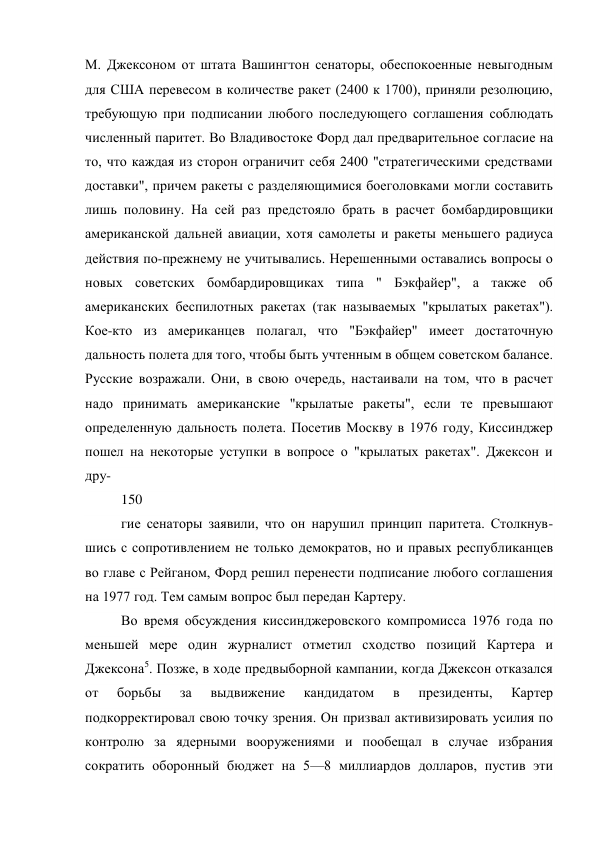 М. Джексоном от штата Вашингтон сенаторы, обеспокоенные невыгодным
для США перевесом в количестве ракет (2400 к 1700), приняли резолюцию,
требующую при подписании любого последующего соглашения соблюдать
численный паритет. Во Владивостоке Форд дал предварительное согласие на
то, что каждая из сторон ограничит себя 2400 "стратегическими средствами
доставки", причем ракеты с разделяющимися боеголовками могли составить
лишь половину. На сей раз предстояло брать в расчет бомбардировщики
американской дальней авиации, хотя самолеты и ракеты меньшего радиуса
действия по-прежнему не учитывались. Нерешенными оставались вопросы о
новых советских бомбардировщиках типа " Бэкфайер", а также об
американских беспилотных ракетах (так называемых "крылатых ракетах").
Кое-кто из американцев полагал, что "Бэкфайер" имеет достаточную
дальность полета для того, чтобы быть учтенным в общем советском балансе.
Русские возражали. Они, в свою очередь, настаивали на том, что в расчет
надо принимать американские "крылатые ракеты", если те превышают
определенную дальность полета. Посетив Москву в 1976 году, Киссинджер
пошел на некоторые уступки в вопросе о "крылатых ракетах". Джексон и
дру-
150
гие сенаторы заявили, что он нарушил принцип паритета. Столкнув-
шись с сопротивлением не только демократов, но и правых республиканцев
во главе с Рейганом, Форд решил перенести подписание любого соглашения
на 1977 год. Тем самым вопрос был передан Картеру.
Во время обсуждения киссинджеровского компромисса 1976 года по
меньшей мере один журналист отметил сходство позиций Картера и
Джексона5. Позже, в ходе предвыборной кампании, когда Джексон отказался
от борьбы за выдвижение кандидатом в президенты, Картер
подкорректировал свою точку зрения. Он призвал активизировать усилия по
контролю за ядерными вооружениями и пообещал в случае избрания
сократить оборонный бюджет на 5—8 миллиардов долларов, пустив эти